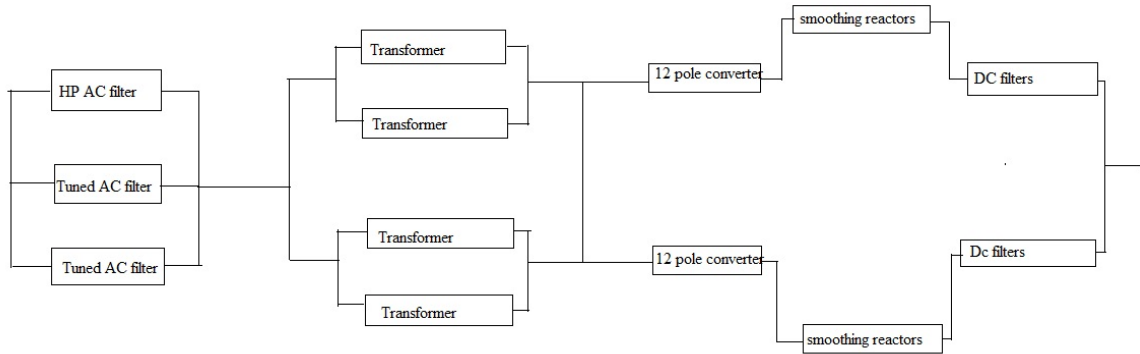 smoothing reactors
Transformer
12 pole converter
DC filters
HP AC filter
Transformer
Tuned AC filter
Transformer
Dc filters
Tuned AC filter
12 pole converter
Transformer
smoothing reactors